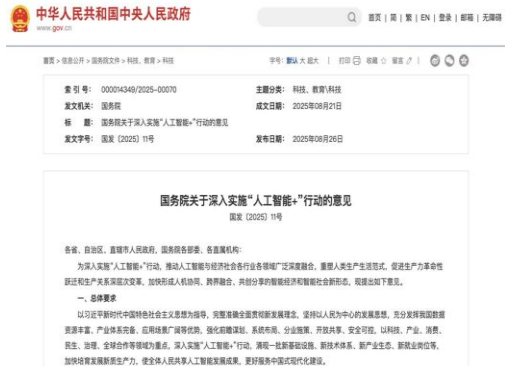 中华人民共和国中央人民政府
www.gov.cn
首页 | 简 | 繁 | EN | 登录 | 邮箱 | 无障碍
首页 > 信息公开 > 国务院文件 > 科技、教育 > 科技
字号：默认 大 超大 | 打印 收藏 留言
索 引 号： 000014349/2025-00070 主题分类： 科技、教育\科技
发文机关： 国务院 成文日期： 2025年08月21日
标 题： 国务院关于深入实施“人工智能+”行动的意见
发文字号： 国发〔2025〕11号 发布日期： 2025年08月26日
国务院关于深入实施“人工智能+”行动的意见
国发〔2025〕11号
各省、自治区、直辖市人民政府，国务院各部委、各直属机构：
为深入实施“人工智能+”行动，推动人工智能与经济社会各行业各领域广泛深度融合，重塑人类生产生活范式，促进生产力革命性
跃迁和生产关系深层次变革，加快形成人机协同、跨界融合、共创分享的智能经济和智能社会新形态，现提出如下意见。
一、总体要求
以习近平新时代中国特色社会主义思想为指导，完整准确全面贯彻新发展理念，坚持以人民为中心的发展思想，充分发挥我国数据
资源丰富、产业体系完备、应用场景广阔等优势，强化前瞻谋划、系统布局、分业施策、开放共享、安全可控，以科技、产业、消费、
民生、治理、全球合作等领域为重点，深入实施“人工智能+”行动，涌现一批新基础设施、新技术体系、新产业生态、新就业岗位等，
加快培育发展新质生产力，使全体人民共享人工智能发展成果，更好服务中国式现代化建设。